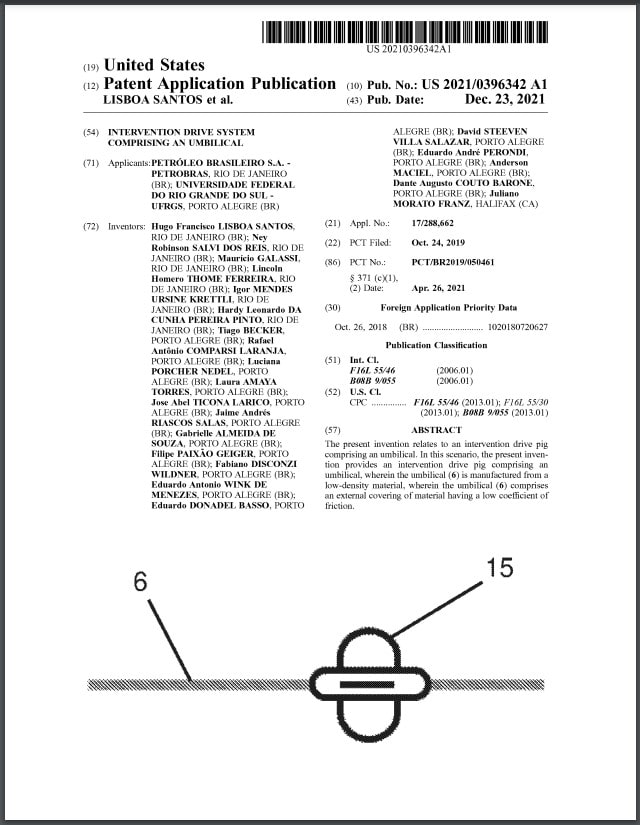 US 20210396342A1
(19) United States
(12) Patent Application Publication
LISBOA SANTOS et al.
(10) Pub. No.: US 2021/0396342 A1
(43) Pub. Date: Dec. 23, 2021
(54) INTERVENTION DRIVE SYSTEM
COMPRISING AN UMBILICAL
(71) Applicants: PETRÓLEO BRASILEIRO S.A. -
PETROBRAS, RIO DE JANEIRO
(BR); UNIVERSIDADE FEDERAL
DO RIO GRANDE DO SUL -
UFRGS, PORTO ALEGRE (BR)
(72) Inventors: Hugo Francisco LISBOA SANTOS,
RIO DE JANEIRO (BR); Ney
Robinson SALVI DOS REIS, RIO DE
JANEIRO (BR); Mauricio GALASSI,
RIO DE JANEIRO (BR); Lincoln
Homero THOME FERREIRA, RIO
DE JANEIRO (BR); Igor MENDES
URSINE KRETTLI, RIO DE
JANEIRO (BR); Hardy Leonardo DA
CUNHA PEREIRA PINTO, RIO DE
JANEIRO (BR); Tiago BECKER,
PORTO ALEGRE (BR); Rafael
Antônio COMPARSI LARANJA,
PORTO ALEGRE (BR); Luciana
PORCHER NEDEL, PORTO
ALEGRE (BR); Laura AMAYA
TORRES, PORTO ALEGRE (BR);
Jose Abel TICONA LARICO, PORTO
ALEGRE (BR); Jaime Andrés
RIASCOS SALAS, PORTO ALEGRE
(BR); Gabrielle ALMEIDA DE
SOUZA, PORTO ALEGRE (BR);
Filipe PAIXÃO GEIGER, PORTO
ALEGRE (BR); Fabiano DISCONZI
WILDNER, PORTO ALEGRE (BR);
Eduardo Antonio WINK DE
MENEZES, PORTO ALEGRE (BR);
Eduardo DONADEL BASSO, PORTO
ALEGRE (BR); David STEEVEN
VILLA SALAZAR, PORTO ALEGRE
(BR); Eduardo André PERONDI,
PORTO ALEGRE (BR); Anderson
MACIEL, PORTO ALEGRE (BR);
Dante Augusto COUTO BARONE,
PORTO ALEGRE (BR); Juliano
MORATO FRANZ, HALIFAX (CA)
(21) Appl. No.: 17/288,662
(22) PCT Filed: Oct. 24, 2019
(86) PCT No.: PCT/BR2019/050461
§ 371 (c)(1),
(2) Date: Apr. 26, 2021
(30) Foreign Application Priority Data
Oct. 26, 2018 (BR) ......................... 1020180720627
Publication Classification
(51) Int. Cl.
F16L 55/46 (2006.01)
B08B 9/055 (2006.01)
(52) U.S. Cl.
CPC .............. F16L 55/46 (2013.01); F16L 55/30
(2013.01); B08B 9/055 (2013.01)
(57) ABSTRACT
The present invention relates to an intervention drive pig
comprising an umbilical. In this scenario, the present inven-
tion provides an intervention drive pig comprising an
umbilical, wherein the umbilical (6) is manufactured from a
low-density material, wherein the umbilical (6) comprises
an external covering of material having a low coefficient of
friction.
6
15